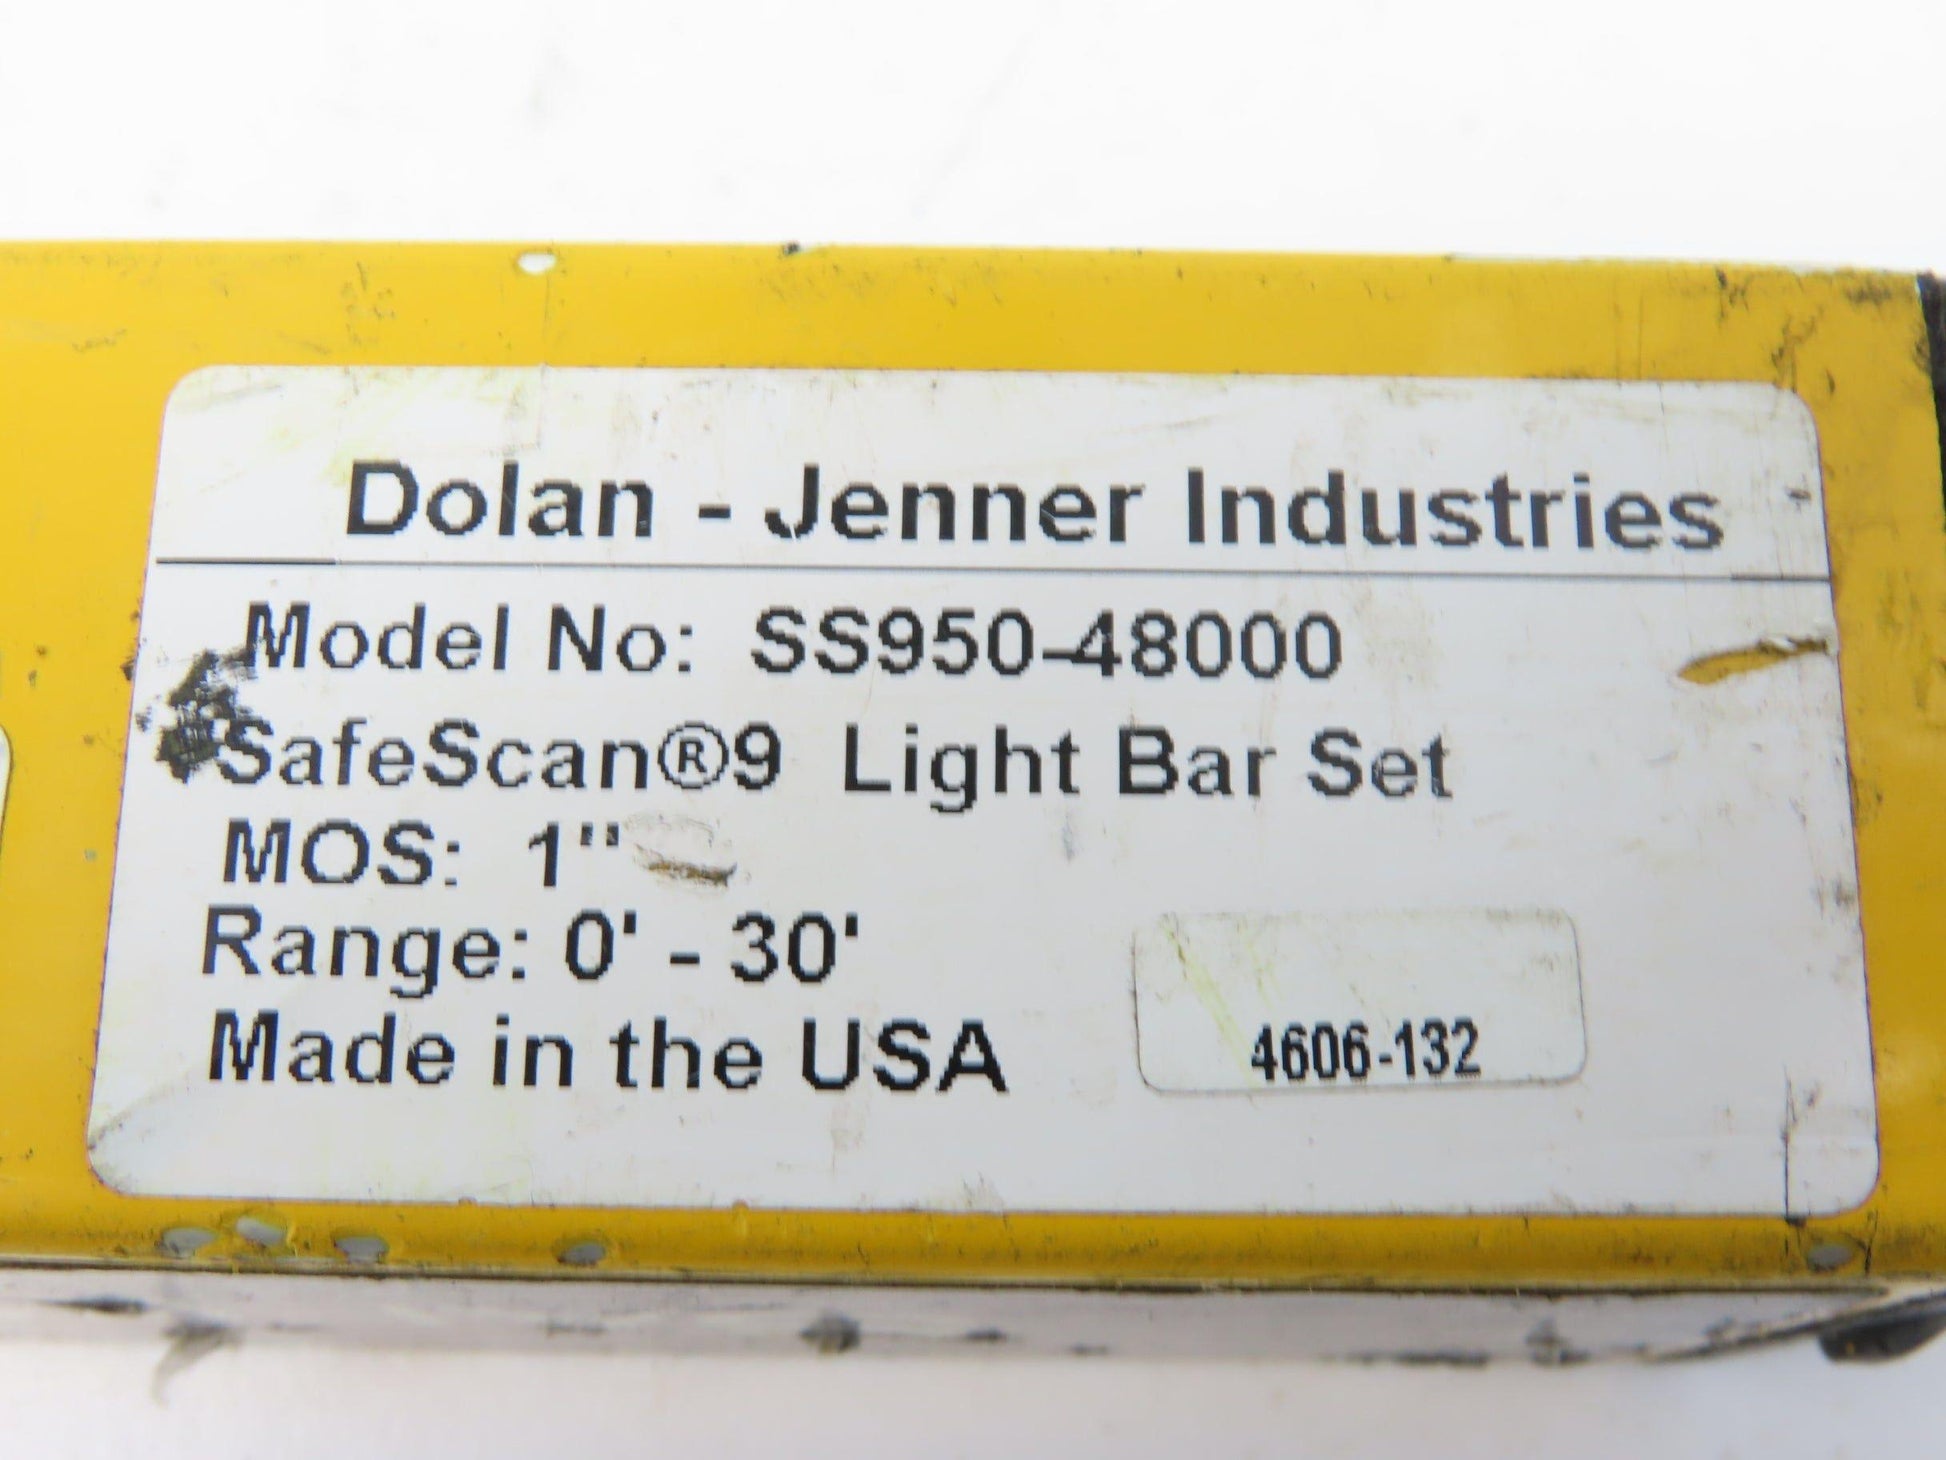 Dolan - Jenner Industries
Model No: SS950-48000
SafeScan®9 Light Bar Set
MOS: 1"
Range: 0' - 30'
Made in the USA
4606-132